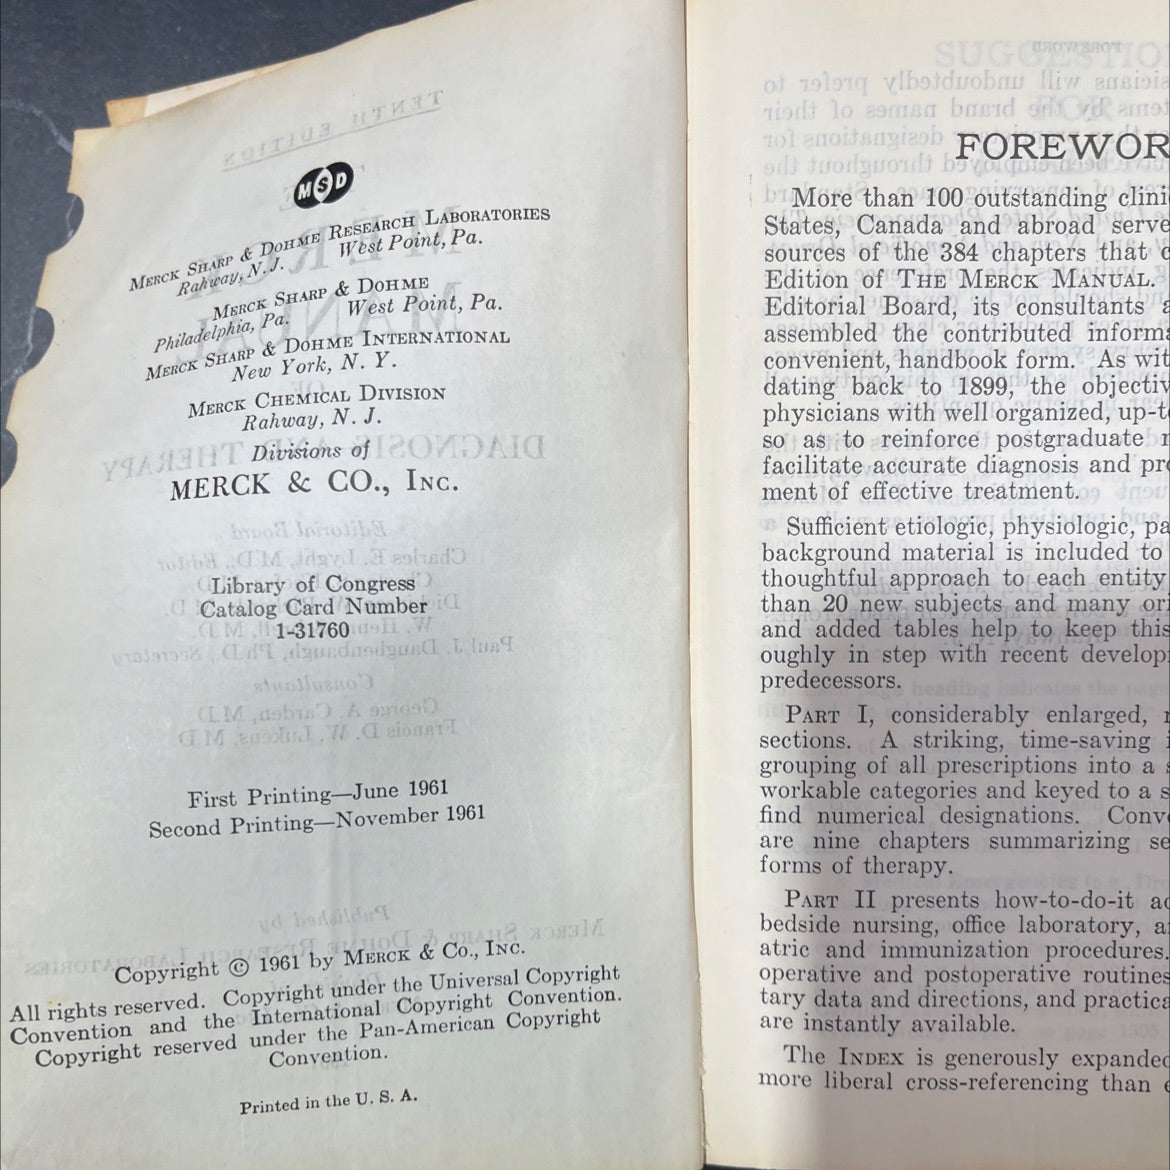 MSD
MERCK SHARP & DOHME RESEARCH LABORATORIES
Rahway, N. J. West Point, Pa.
MERCK SHARP & DOHME
Philadelphia, Pa. West Point, Pa.
MERCK SHARP & DOHME INTERNATIONAL
New York, N. Y.
MERCK CHEMICAL DIVISION
Rahway, N. J.
Divisions of
MERCK & CO., INC.
Library of Congress
Catalog Card Number
1-31760
First Printing—June 1961
Second Printing—November 1961
Copyright © 1961 by MERCK & Co., INC.
All rights reserved. Copyright under the Universal Copyright
Convention and the International Copyright Convention.
Copyright reserved under the Pan-American Copyright
Convention.
Printed in the U. S. A.
FOREWOR
More than 100 outstanding clini
States, Canada and abroad serve
sources of the 384 chapters that
Edition of THE MERCK MANUAL.
Editorial Board, its consultants
assembled the contributed informa
convenient, handbook form. As wit
dating back to 1899, the objectiv
physicians with well organized, up-t
so as to reinforce postgraduate
facilitate accurate diagnosis and pro
ment of effective treatment.
Sufficient etiologic, physiologic, pa
background material is included to
thoughtful approach to each entity
than 20 new subjects and many ori
and added tables help to keep this
oughly in step with recent develop
predecessors.
PART I, considerably enlarged,
sections. A striking, time-saving
grouping of all prescriptions into a
workable categories and keyed to a s
find numerical designations. Conv
are nine chapters summarizing se
forms of therapy.
PART II presents how-to-do-it
bedside nursing, office laboratory,
atric and immunization procedures.
operative and postoperative routines
tary data and directions, and practica
are instantly available.
The INDEX is generously expanded
more liberal cross-referencing than